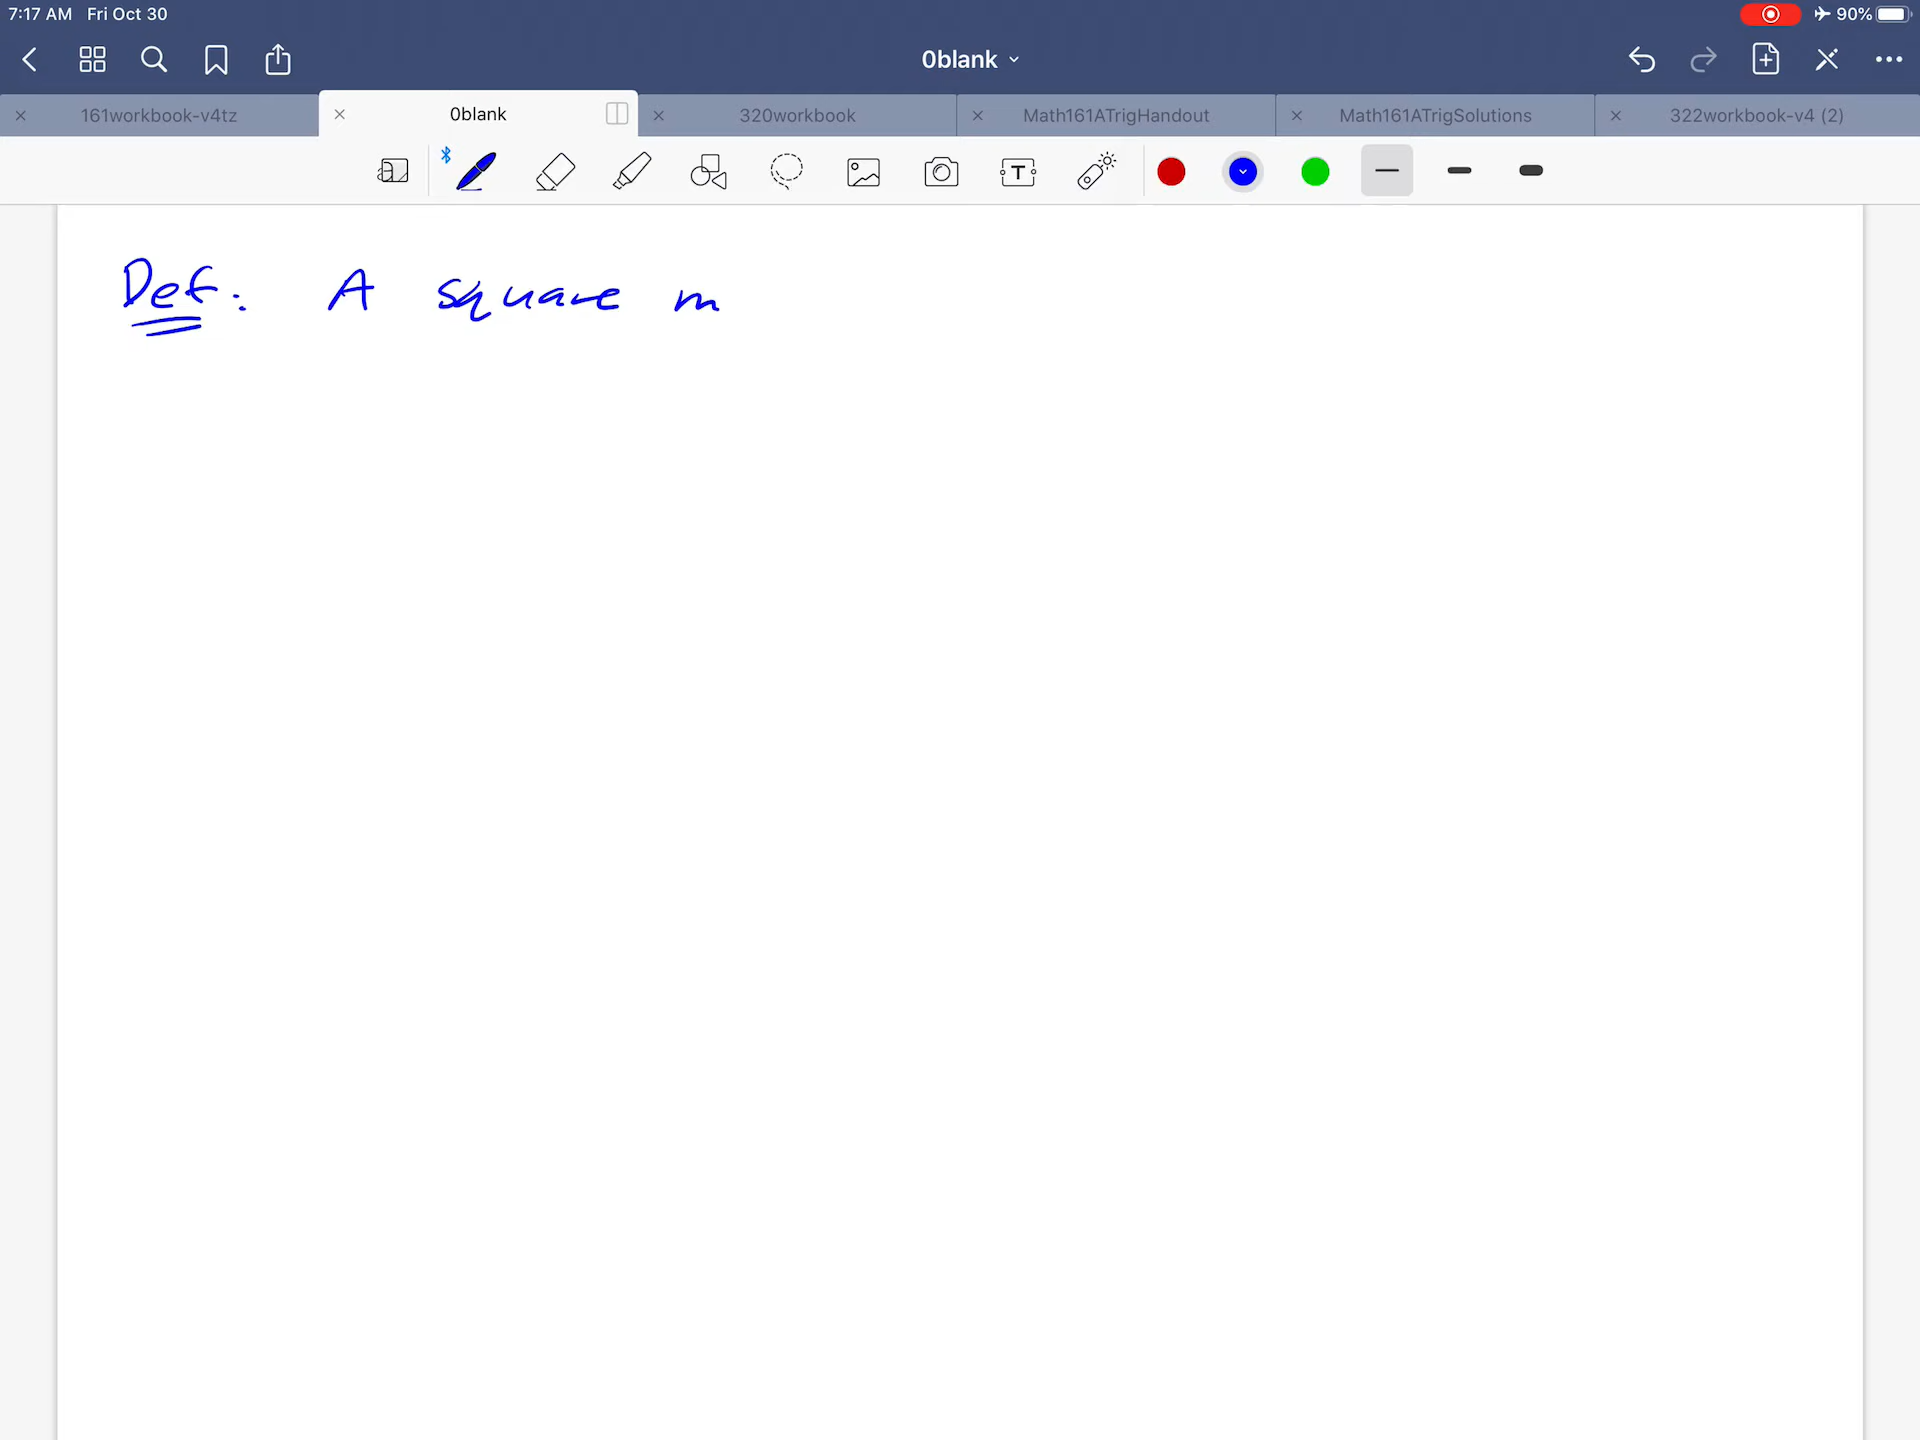 7:17 AM Fri Oct 30 90%
0blank
161workbook-v4tz 0blank 320workbook Math161ATrigHandout Math161ATrigSolutions 322workbook-v4 (2)
Def: A square m